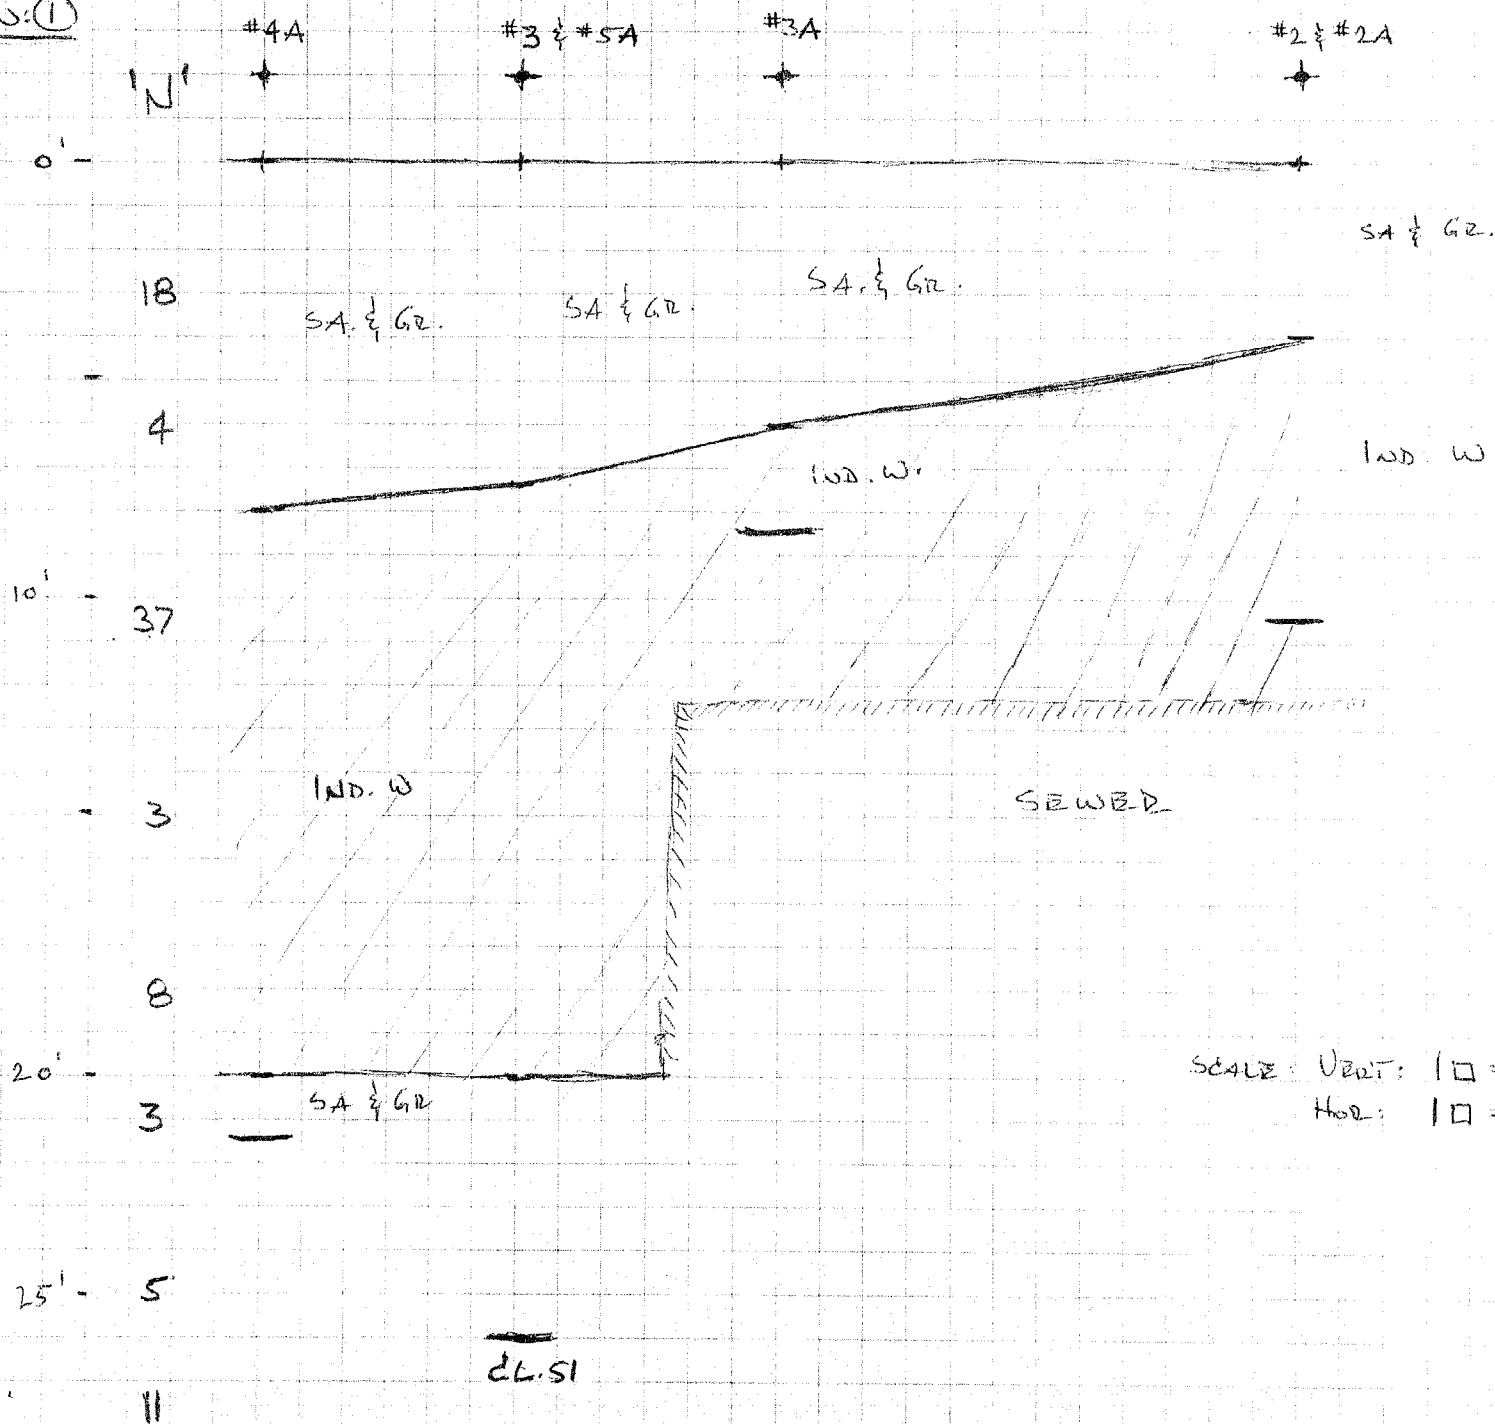 #4A #3 & #5A #3A #2 & #2A
'N'
0'
SA & GR.
18 SA. & GR. SA & GR. SA. & GR.
4
IND. W. IND W
10' 37
IND. W
3 SEWER
8
20' SCALE: VERT: 1□ =
3 SA & GR HOR: 1□ =
25' 5
cL.SI
11